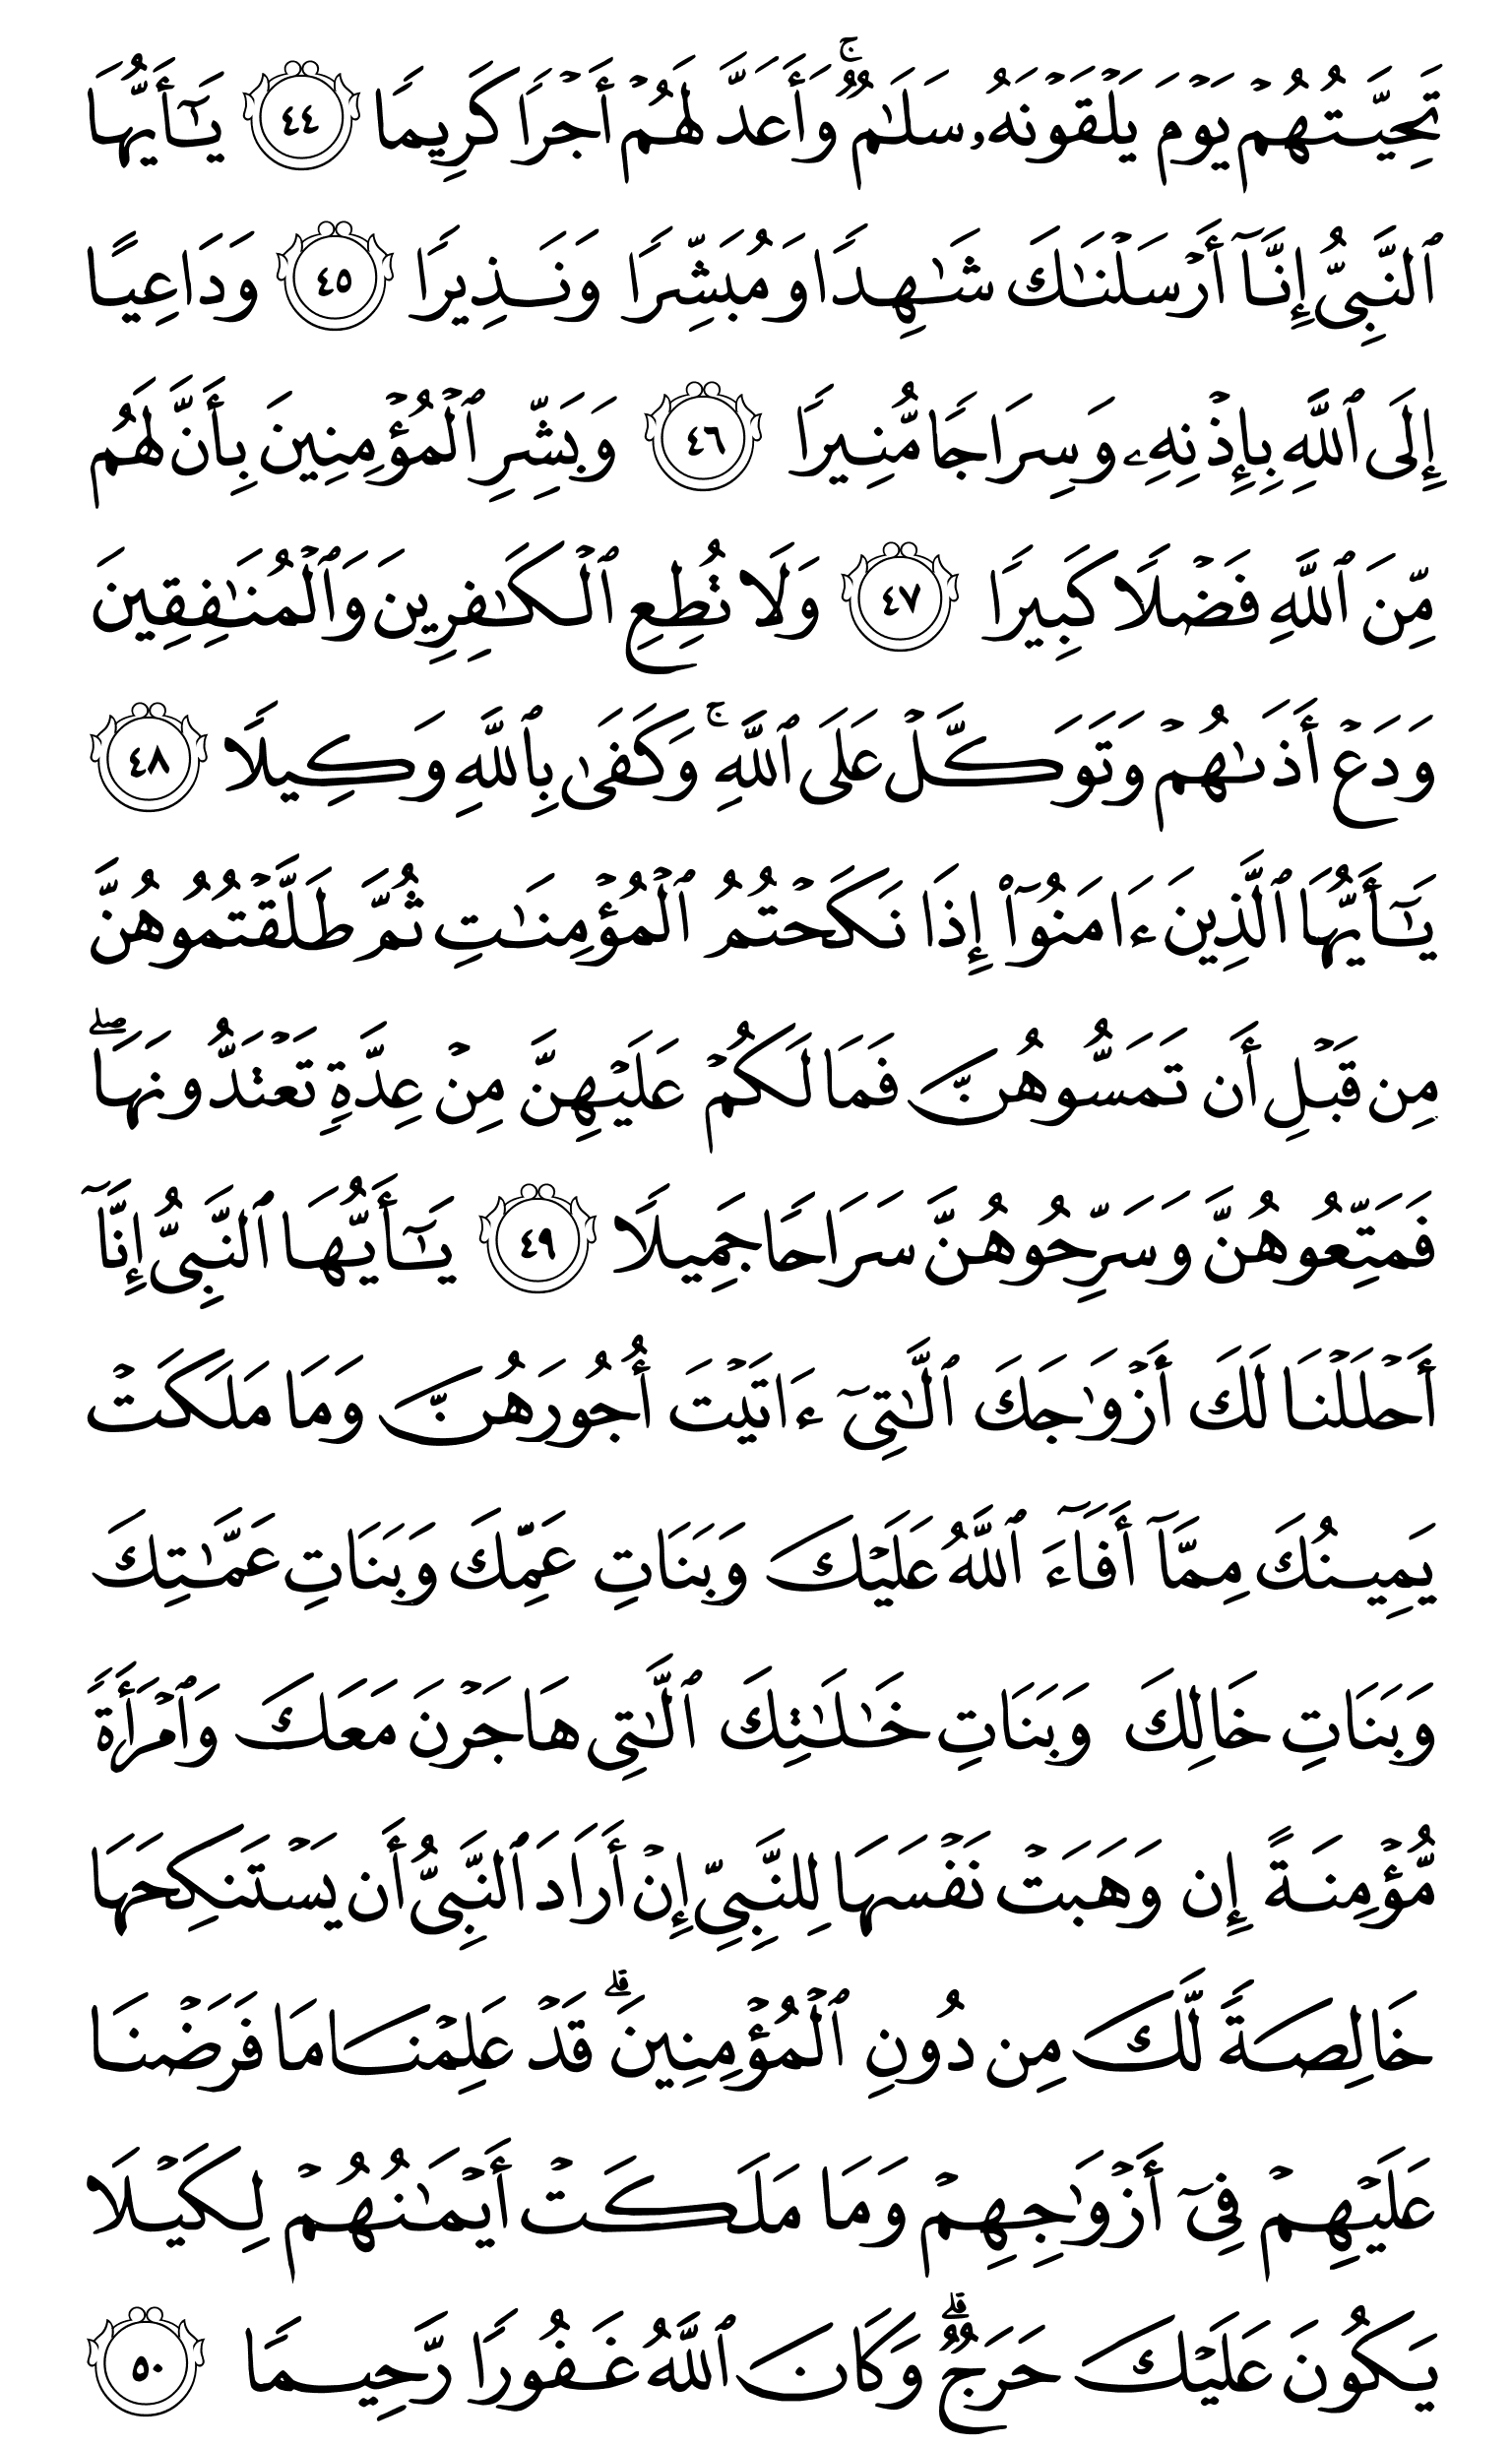 تَحِيَّتُهُمۡ يَوۡمَ يَلۡقَوۡنَهُۥ سَلَٰمٞۚ وَأَعَدَّ لَهُمۡ أَجۡرٗا كَرِيمٗا ٤٤ يَٰٓأَيُّهَا
ٱلنَّبِيُّ إِنَّآ أَرۡسَلۡنَٰكَ شَٰهِدٗا وَمُبَشِّرٗا وَنَذِيرٗا ٤٥ وَدَاعِيًا
إِلَى ٱللَّهِ بِإِذۡنِهِۦ وَسِرَاجٗا مُّنِيرٗا ٤٦ وَبَشِّرِ ٱلۡمُؤۡمِنِينَ بِأَنَّ لَهُم
مِّنَ ٱللَّهِ فَضۡلٗا كَبِيرٗا ٤٧ وَلَا تُطِعِ ٱلۡكَٰفِرِينَ وَٱلۡمُنَٰفِقِينَ
وَدَعۡ أَذَىٰهُمۡ وَتَوَكَّلۡ عَلَى ٱللَّهِۚ وَكَفَىٰ بِٱللَّهِ وَكِيلٗا ٤٨
يَٰٓأَيُّهَا ٱلَّذِينَ ءَامَنُوٓاْ إِذَا نَكَحۡتُمُ ٱلۡمُؤۡمِنَٰتِ ثُمَّ طَلَّقۡتُمُوهُنَّ
مِن قَبۡلِ أَن تَمَسُّوهُنَّ فَمَا لَكُمۡ عَلَيۡهِنَّ مِنۡ عِدَّةٖ تَعۡتَدُّونَهَاۖ
فَمَتِّعُوهُنَّ وَسَرِّحُوهُنَّ سَرَاحٗا جَمِيلٗا ٤٩ يَٰٓأَيُّهَا ٱلنَّبِيُّ إِنَّآ
أَحۡلَلۡنَا لَكَ أَزۡوَٰجَكَ ٱلَّٰتِيٓ ءَاتَيۡتَ أُجُورَهُنَّ وَمَا مَلَكَتۡ
يَمِينُكَ مِمَّآ أَفَآءَ ٱللَّهُ عَلَيۡكَ وَبَنَاتِ عَمِّكَ وَبَنَاتِ عَمَّٰتِكَ
وَبَنَاتِ خَالِكَ وَبَنَاتِ خَٰلَٰتِكَ ٱلَّٰتِي هَاجَرۡنَ مَعَكَ وَٱمۡرَأَةٗ
مُّؤۡمِنَةً إِن وَهَبَتۡ نَفۡسَهَا لِلنَّبِيِّ إِنۡ أَرَادَ ٱلنَّبِيُّ أَن يَسۡتَنكِحَهَا
خَالِصَةٗ لَّكَ مِن دُونِ ٱلۡمُؤۡمِنِينَۗ قَدۡ عَلِمۡنَا مَا فَرَضۡنَا
عَلَيۡهِمۡ فِيٓ أَزۡوَٰجِهِمۡ وَمَا مَلَكَتۡ أَيۡمَٰنُهُمۡ لِكَيۡلَا
يَكُونَ عَلَيۡكَ حَرَجٞۗ وَكَانَ ٱللَّهُ غَفُورٗا رَّحِيمٗا ٥٠